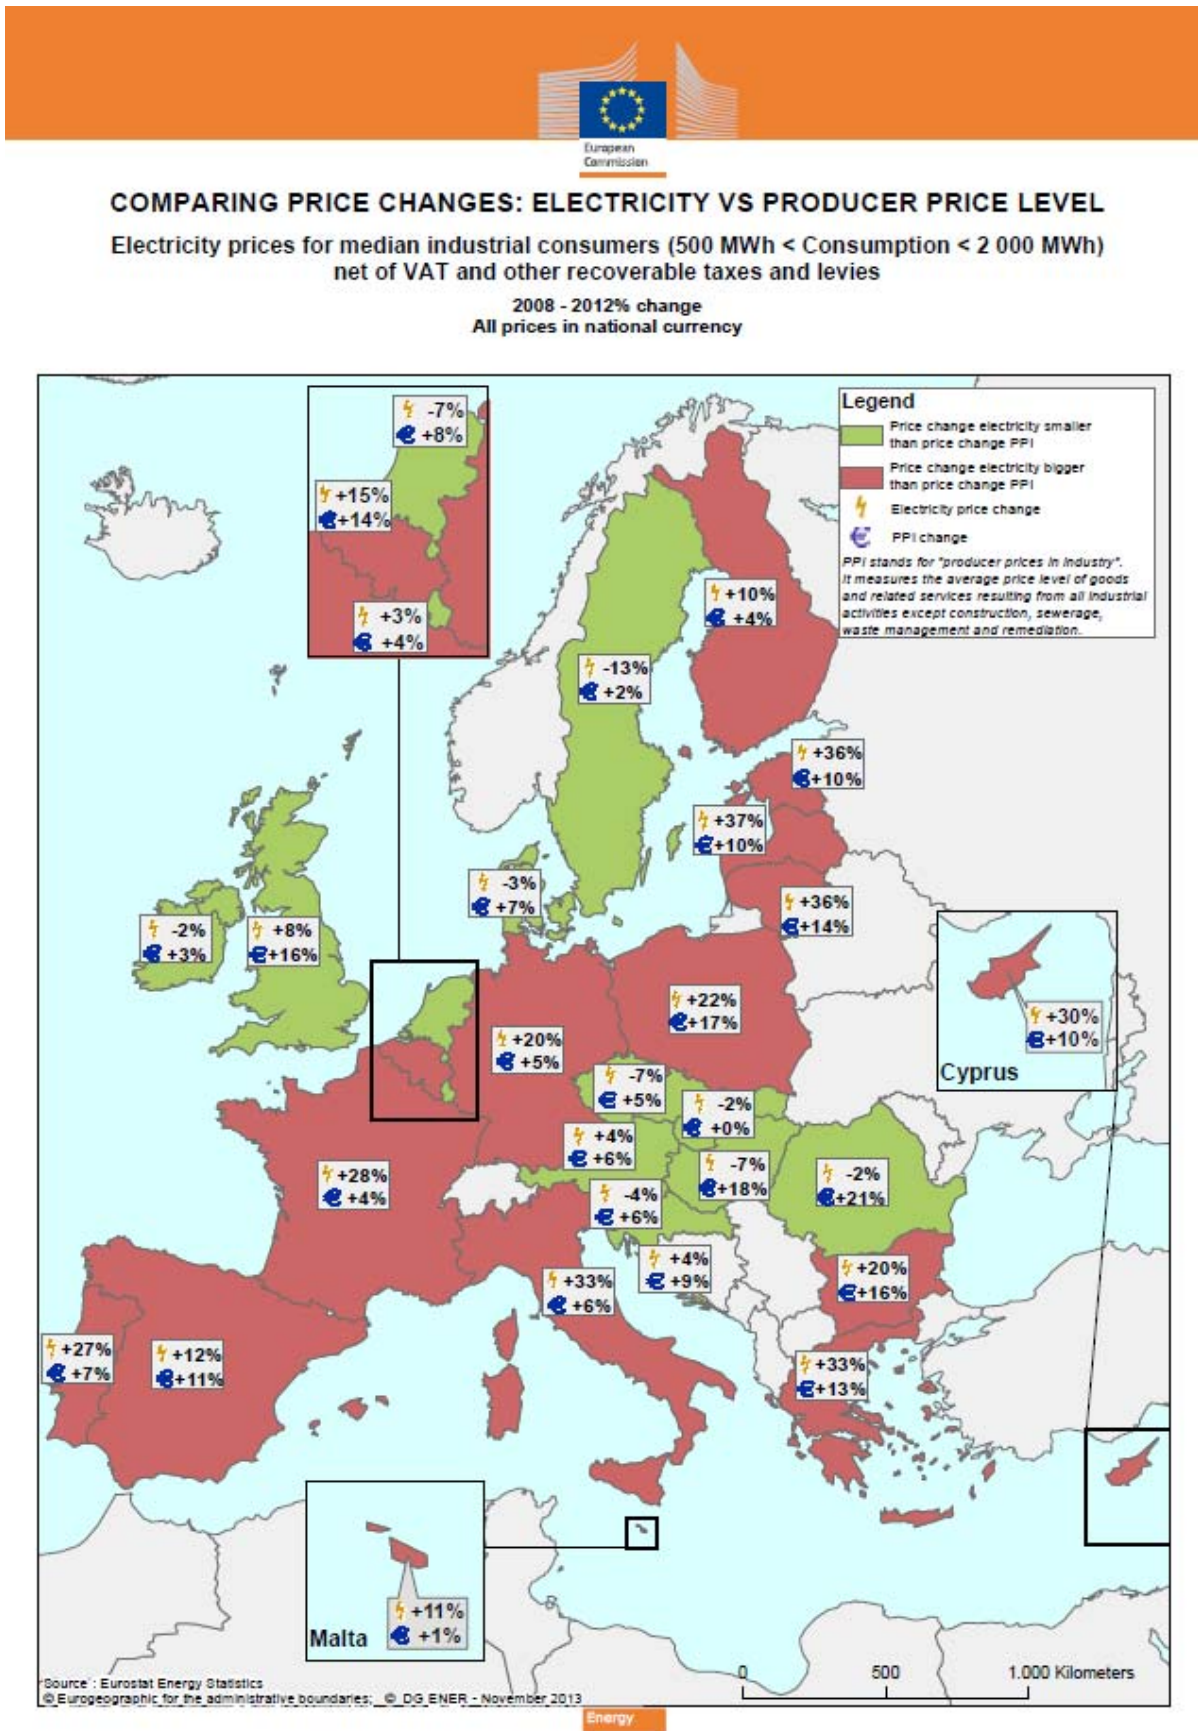 European
Commission
COMPARING PRICE CHANGES: ELECTRICITY VS PRODUCER PRICE LEVEL
Electricity prices for median industrial consumers (500 MWh < Consumption < 2 000 MWh)
net of VAT and other recoverable taxes and levies
2008 - 2012% change
All prices in national currency
Legend
Price change electricity smaller
than price change PPI
Price change electricity bigger
than price change PPI
Electricity price change
€ PPI change
PPI stands for "producer prices in industry".
It measures the average price level of goods
and related services resulting from all industrial
activities except construction, sewerage,
waste management and remediation.
-7%
€ +8%
+15%
€ +14%
+3%
€ +4%
+10%
€ +4%
-13%
€ +2%
+36%
€ +10%
+37%
€ +10%
-3%
€ +7%
+36%
€ +14%
-2%
€ +3%
+8%
€ +16%
+22%
€ +17%
+20%
€ +5%
+30%
€ +10%
Cyprus
-7%
€ +5%
-2%
€ +0%
+4%
€ +6%
-7%
€ +18%
-2%
€ +21%
+28%
€ +4%
-4%
€ +6%
+4%
€ +9%
+20%
€ +16%
+33%
€ +6%
+27%
€ +7%
+12%
€ +11%
+33%
€ +13%
+11%
€ +1%
Malta
0 500 1.000 Kilometers
Source : Eurostat Energy Statistics
© Eurogeographic for the administrative boundaries; © DG ENER - November 2013
Energy